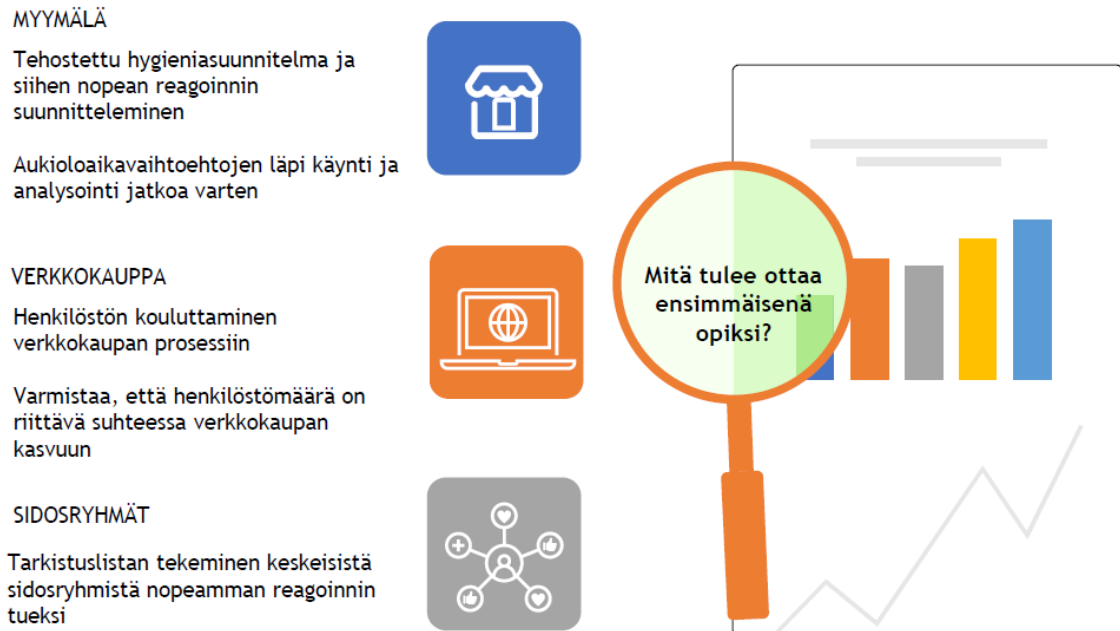 MYYMÄLÄ
Tehostettu hygieniasuunnitelma ja
siihen nopean reagoinnin
suunnitteleminen
Aukioloaikavaihtoehtojen läpi käynti ja
analysointi jatkoa varten
VERKKOKAUPPA
Henkilöstön kouluttaminen
verkkokaupan prosessiin
Varmistaa, että henkilöstömäärä on
riittävä suhteessa verkkokaupan
kasvuun
SIDOSRYHMÄT
Tarkistuslistan tekeminen keskeisistä
sidosryhmistä nopeamman reagoinnin
tueksi
Mitä tulee ottaa
ensimmäisenä
opiksi?